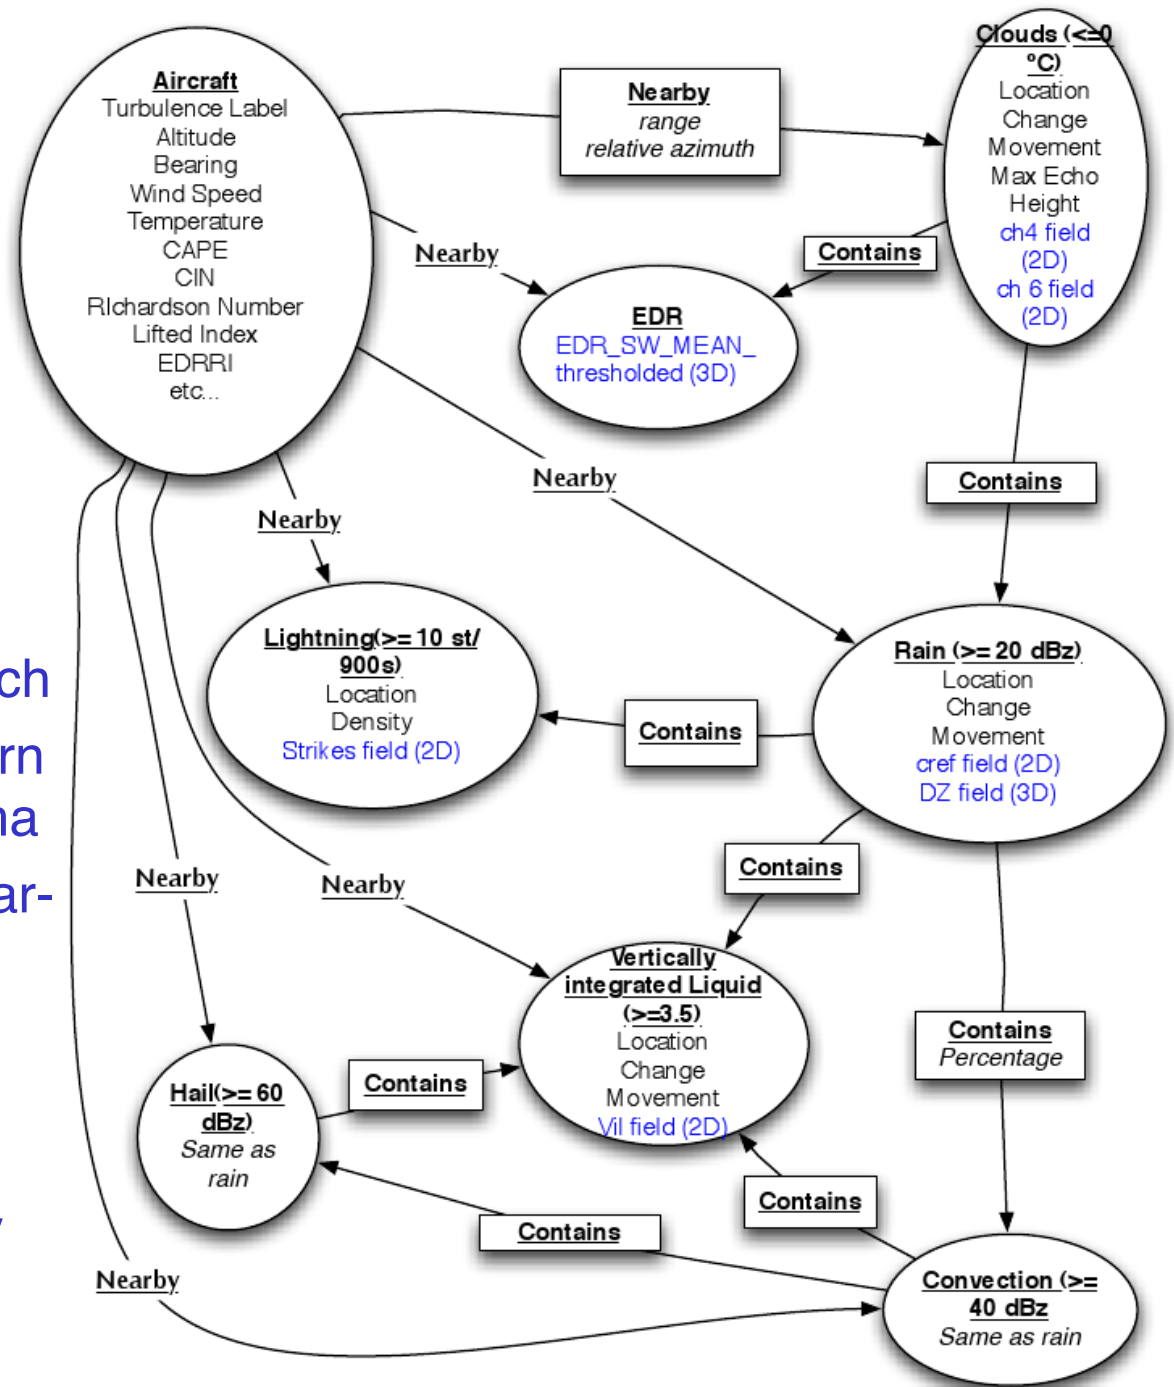 Aircraft
Turbulence Label
Altitude
Bearing
Wind Speed
Temperature
CAPE
CIN
RIchardson Number
Lifted Index
EDRRI
etc...
Nearby
range
relative azimuth
Clouds (<=0
°C)
Location
Change
Movement
Max Echo
Height
ch4 field
(2D)
ch 6 field
(2D)
Nearby
Contains
EDR
EDR_SW_MEAN_
thresholded (3D)
Nearby
Contains
Nearby
Lightning(>= 10 st/
900s)
Location
Density
Strikes field (2D)
Contains
Rain (>= 20 dBz)
Location
Change
Movement
cref field (2D)
DZ field (3D)
ch
rn
na
ar-
Nearby
Nearby
Contains
Vertically
integrated Liquid
(>=3.5)
Location
Change
Movement
Vil field (2D)
Contains
Percentage
Hail(>= 60
dBz)
Same as
rain
Contains
Contains
Contains
Nearby
Convection (>=
40 dBz
Same as rain